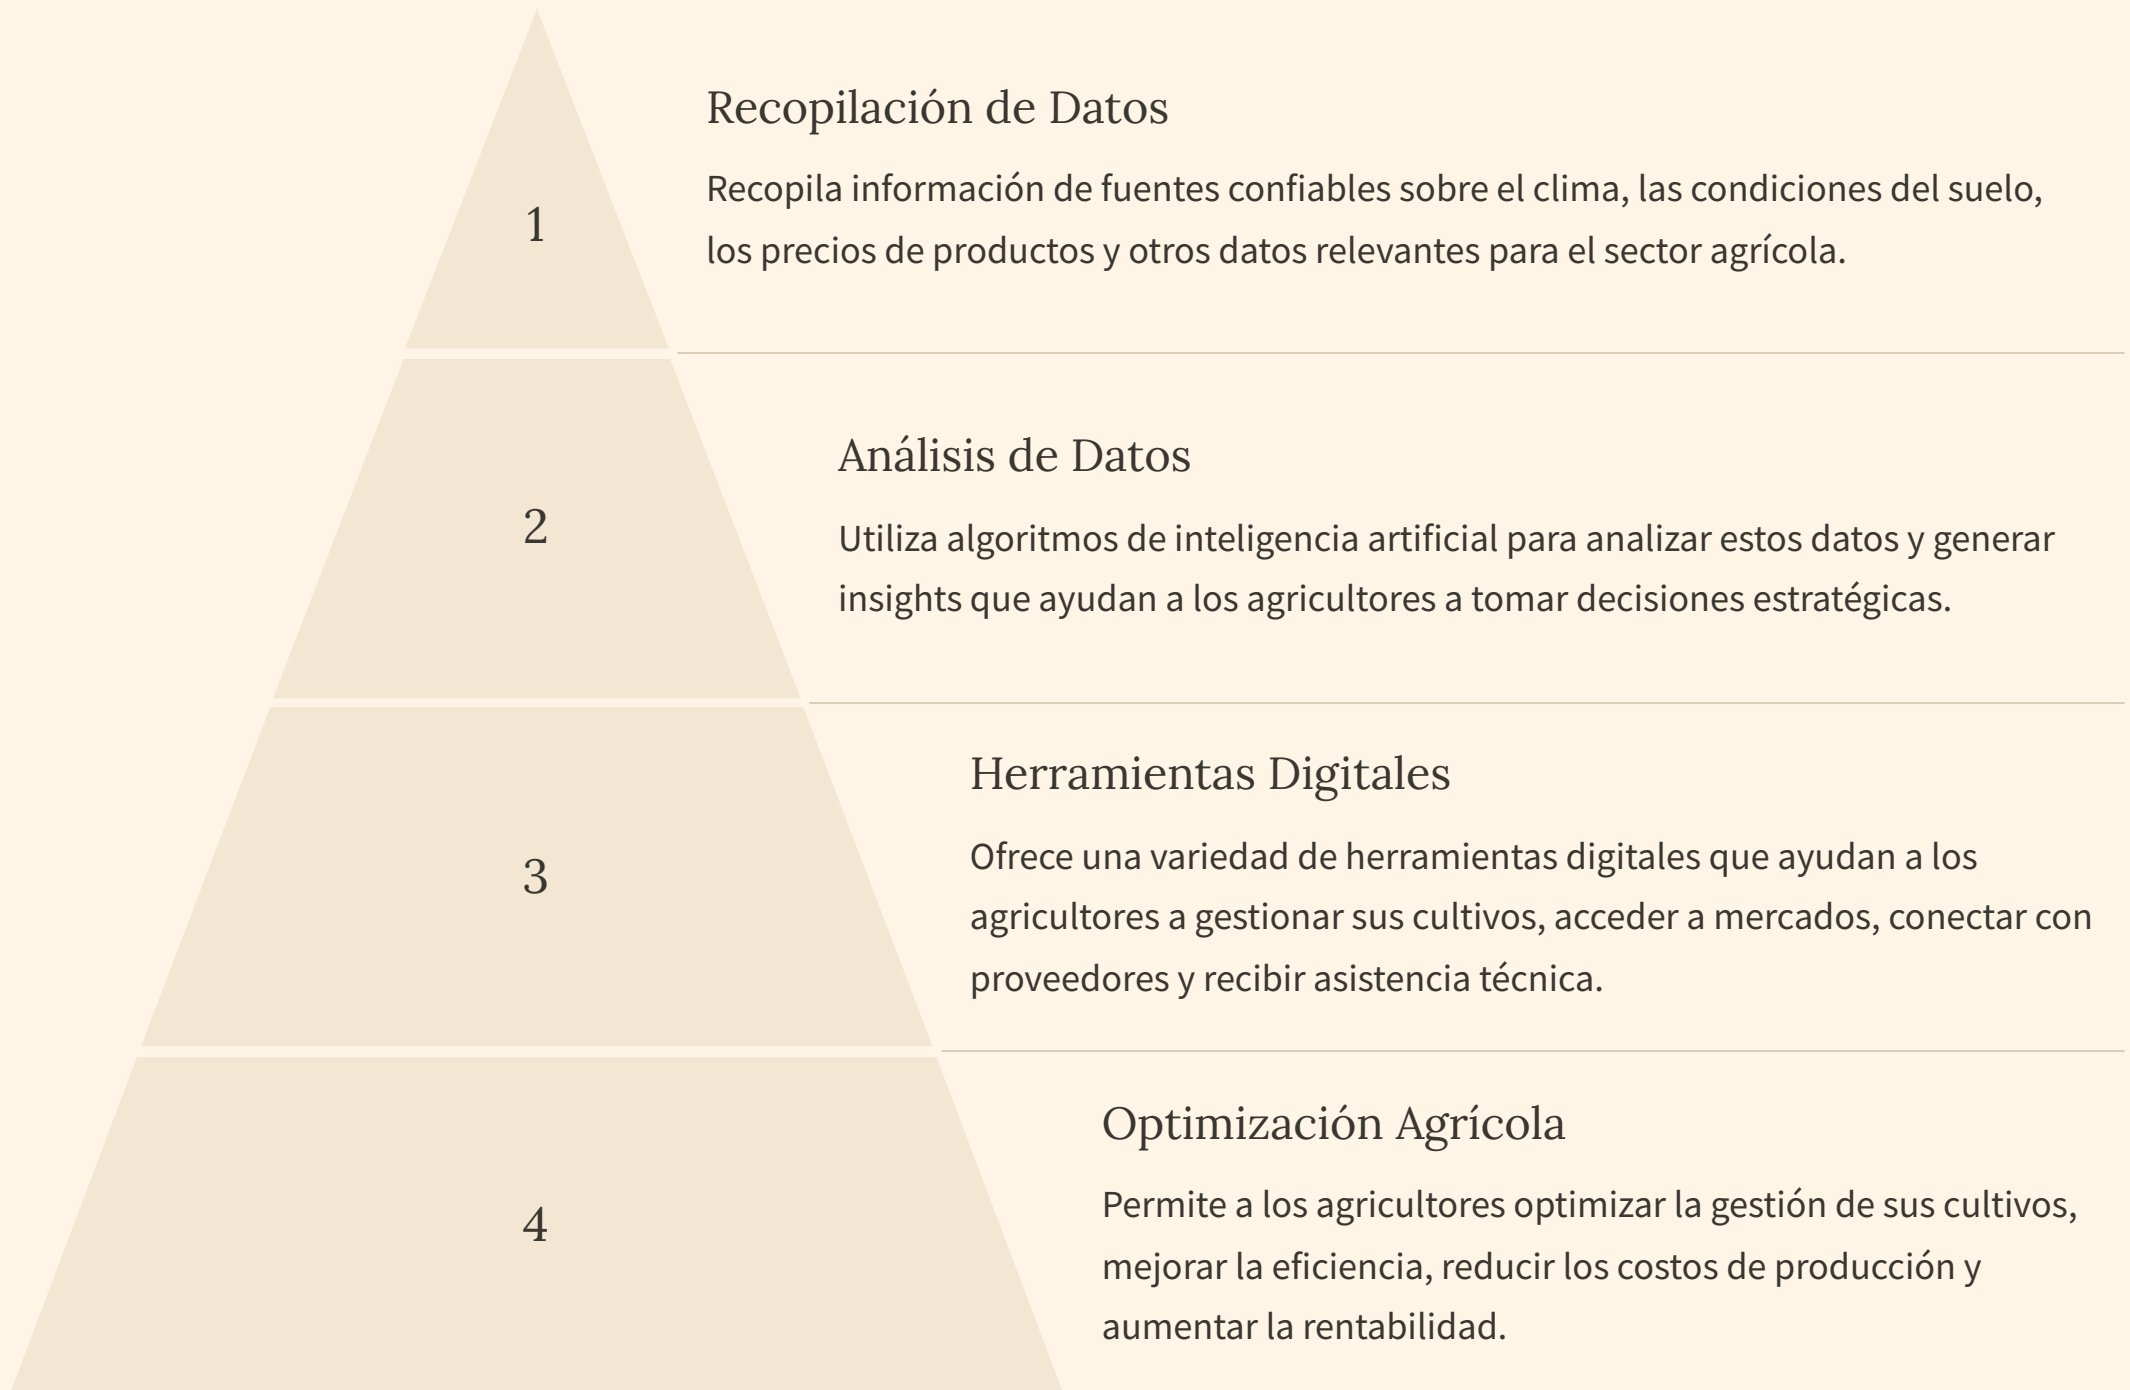 Recopilación de Datos
Recopila información de fuentes confiables sobre el clima, las condiciones del suelo,
los precios de productos y otros datos relevantes para el sector agrícola.
1
Análisis de Datos
Utiliza algoritmos de inteligencia artificial para analizar estos datos y generar
insights que ayudan a los agricultores a tomar decisiones estratégicas.
2
Herramientas Digitales
Ofrece una variedad de herramientas digitales que ayudan a los
agricultores a gestionar sus cultivos, acceder a mercados, conectar con
proveedores y recibir asistencia técnica.
3
Optimización Agrícola
Permite a los agricultores optimizar la gestión de sus cultivos,
mejorar la eficiencia, reducir los costos de producción y
aumentar la rentabilidad.
4